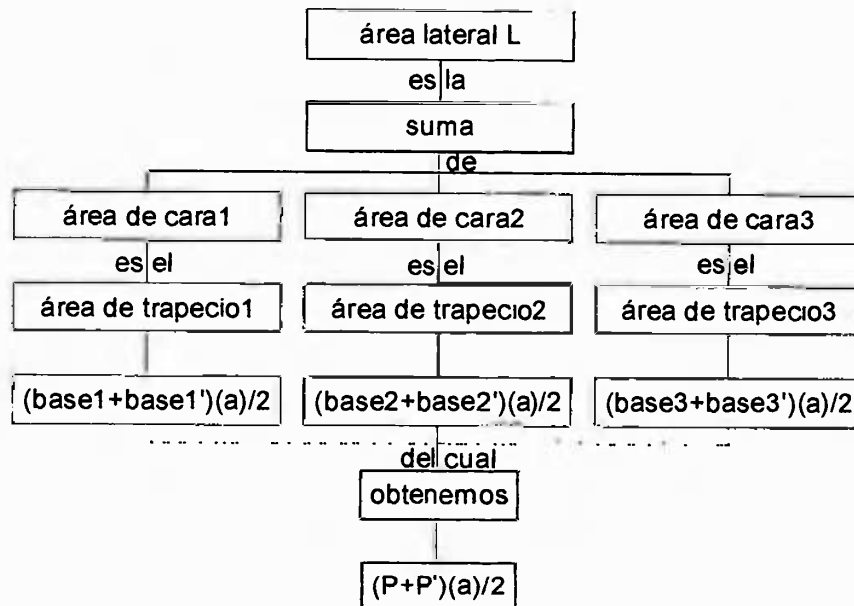 área lateral L
es la
suma
de
área de cara1 área de cara2 área de cara3
es el es el es el
área de trapecio1 área de trapecio2 área de trapecio3
(base1+base1')(a)/2 (base2+base2')(a)/2 (base3+base3')(a)/2
del cual
obtenemos
(P+P')(a)/2